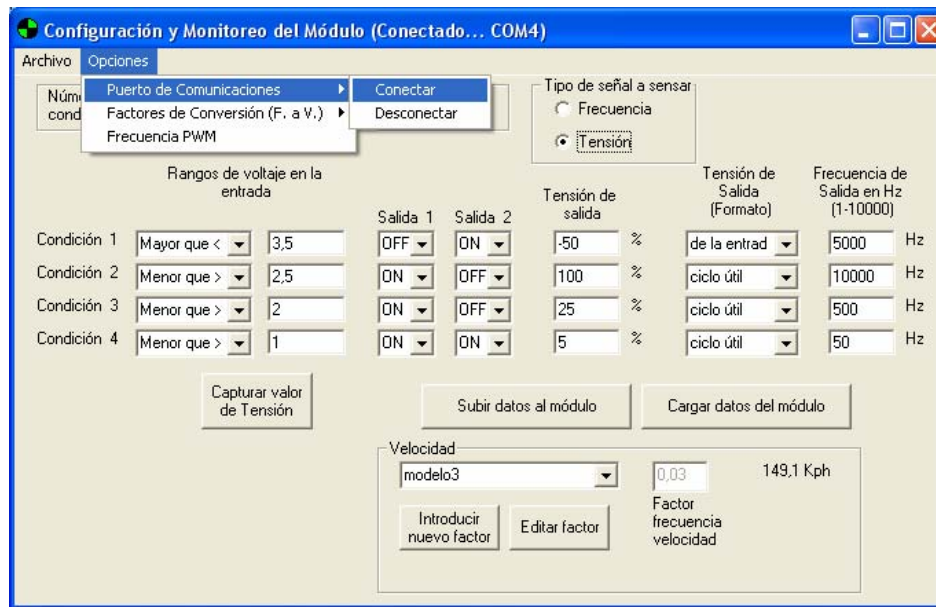 Configuración y Monitoreo del Módulo (Conectado... COM4)
Archivo Opciones
Puerto de Comunicaciones
Factores de Conversión (F. a V.)
Frecuencia PWM
Conectar
Desconectar
Tipo de señal a sensar
Frecuencia
Tensión
Rangos de voltaje en la
entrada
Salida 1
Salida 2
Tensión de
salida
Tensión de
Salida
(Formato)
Frecuencia de
Salida en Hz
(1-10000)
Condición 1 Mayor que < 3,5 OFF ON -50 % de la entrad 5000 Hz
Condición 2 Menor que > 2,5 ON OFF 100 % ciclo útil 10000 Hz
Condición 3 Menor que > 2 ON OFF 25 % ciclo útil 500 Hz
Condición 4 Menor que > 1 ON ON 5 % ciclo útil 50 Hz
Capturar valor
de Tensión
Subir datos al módulo
Cargar datos del módulo
Velocidad
modelo3
0,03
149,1 Kph
Introducir
nuevo factor
Editar factor
Factor
frecuencia
velocidad